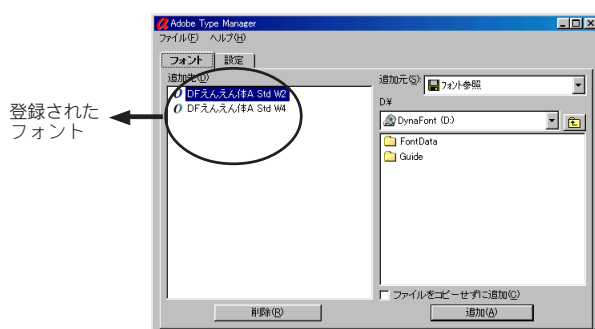 Adobe Type Manager
ファイル(F) ヘルプ(H)
フォント 設定
追加先(D)
DFえんえん体A Std W2
DFえんえん体A Std W4
登録された
フォント
追加元(S):
フォント参照
D:¥
DynaFont (D:)
FontData
Guide
ファイルをコピーせずに追加(C)
削除(R)
追加(A)